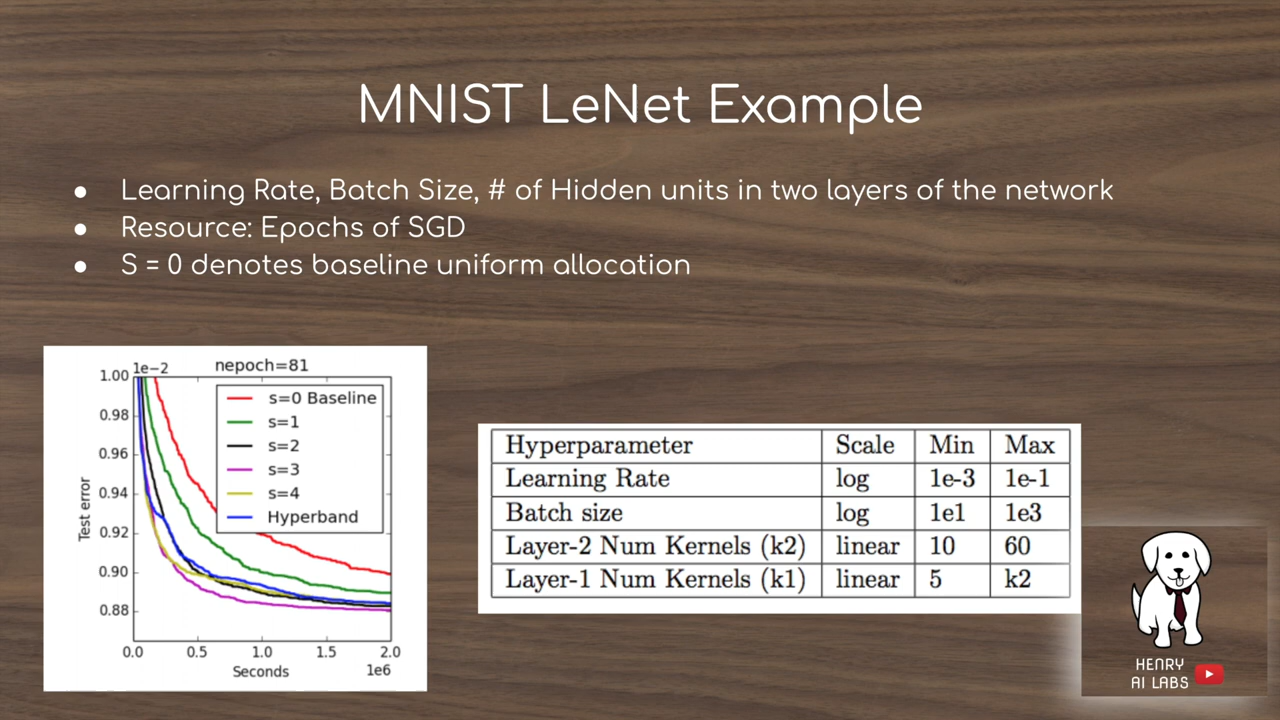 MNIST LeNet Example
● Learning Rate, Batch Size, # of Hidden units in two layers of the network
● Resource: Epochs of SGD
● S = 0 denotes baseline uniform allocation
1e−2 nepoch=81
1.00
0.98
0.96
0.94
0.92
0.90
0.88
Test error
s=0 Baseline
s=1
s=2
s=3
s=4
Hyperband
0.0 0.5 1.0 1.5 2.0
Seconds 1e6
Hyperparameter Scale Min Max
Learning Rate log 1e-3 1e-1
Batch size log 1e1 1e3
Layer-2 Num Kernels (k2) linear 10 60
Layer-1 Num Kernels (k1) linear 5 k2
HENRY
AI LABS